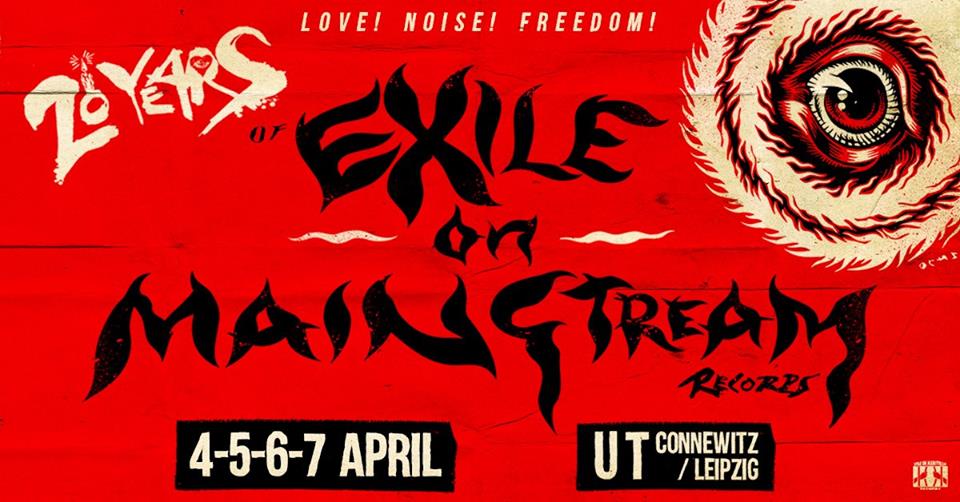 LOVE! NOISE! FREEDOM!
20 YEARS
OF EXILE
on
MAINSTREAM
RECORDS
4-5-6-7 APRIL
UT CONNEWITZ
/ LEIPZIG